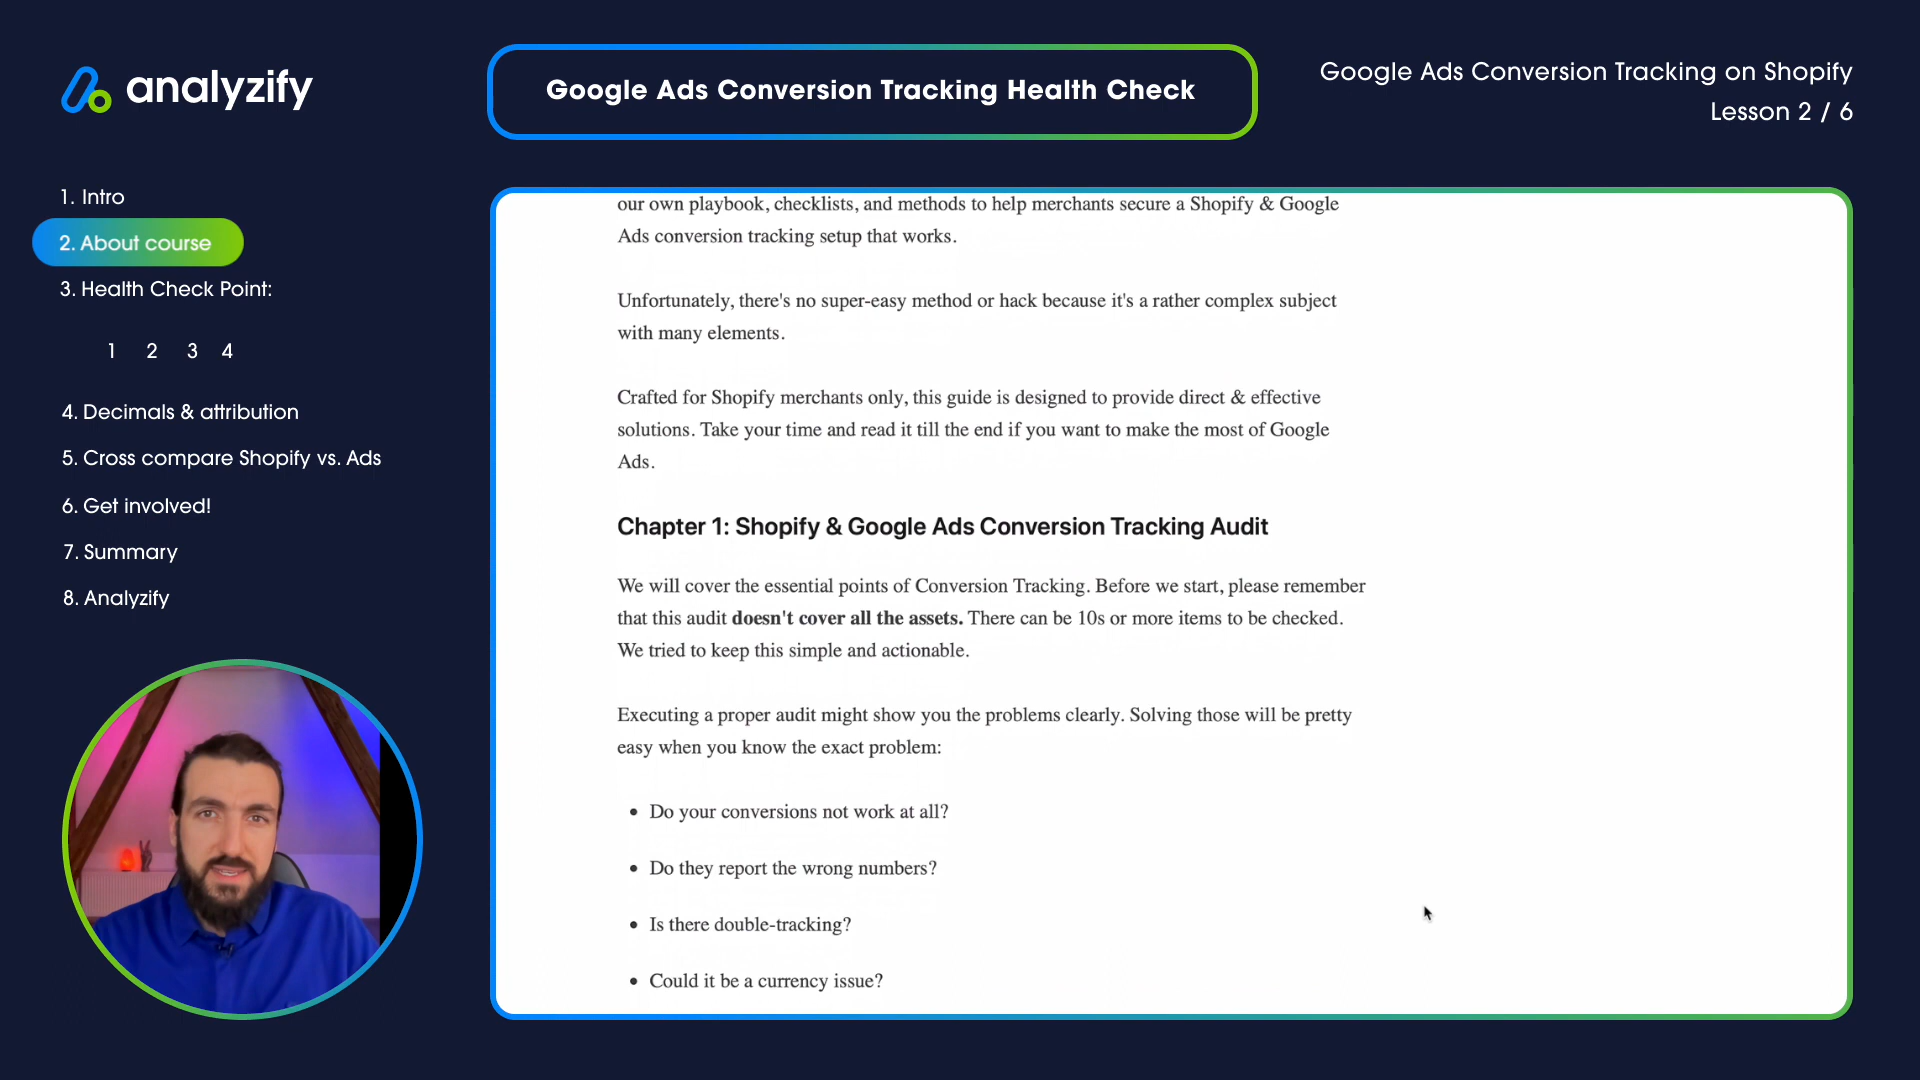 analyzify
Google Ads Conversion Tracking Health Check
Google Ads Conversion Tracking on Shopify
Lesson 2 / 6
1. Intro
2. About course
3. Health Check Point:
1 2 3 4
4. Decimals & attribution
5. Cross compare Shopify vs. Ads
6. Get involved!
7. Summary
8. Analyzify
our own playbook, checklists, and methods to help merchants secure a Shopify & Google
Ads conversion tracking setup that works.
Unfortunately, there's no super-easy method or hack because it's a rather complex subject
with many elements.
Crafted for Shopify merchants only, this guide is designed to provide direct & effective
solutions. Take your time and read it till the end if you want to make the most of Google
Ads.
Chapter 1: Shopify & Google Ads Conversion Tracking Audit
We will cover the essential points of Conversion Tracking. Before we start, please remember
that this audit doesn't cover all the assets. There can be 10s or more items to be checked.
We tried to keep this simple and actionable.
Executing a proper audit might show you the problems clearly. Solving those will be pretty
easy when you know the exact problem:
• Do your conversions not work at all?
• Do they report the wrong numbers?
• Is there double-tracking?
• Could it be a currency issue?